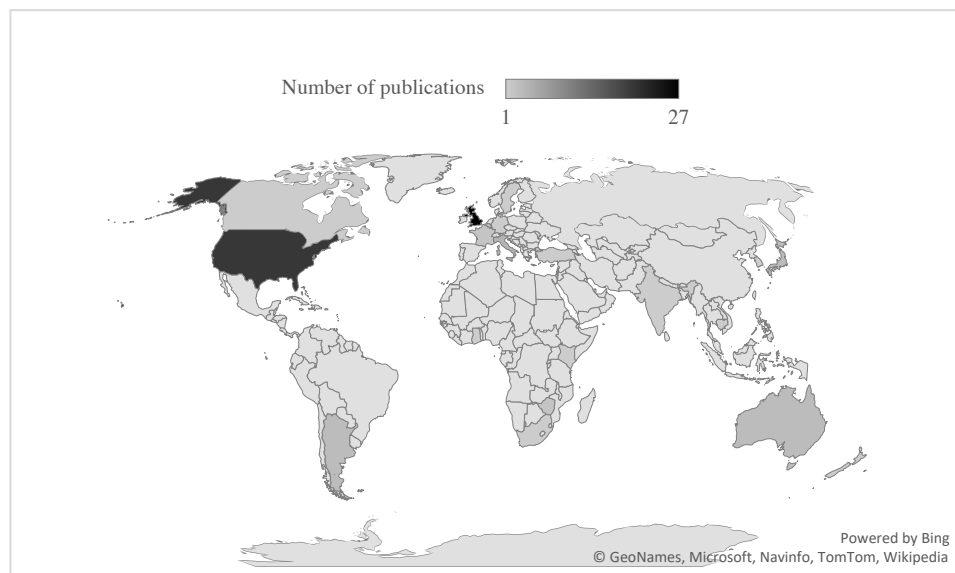 Number of publications
1 27
Powered by Bing
© GeoNames, Microsoft, Navinfo, TomTom, Wikipedia